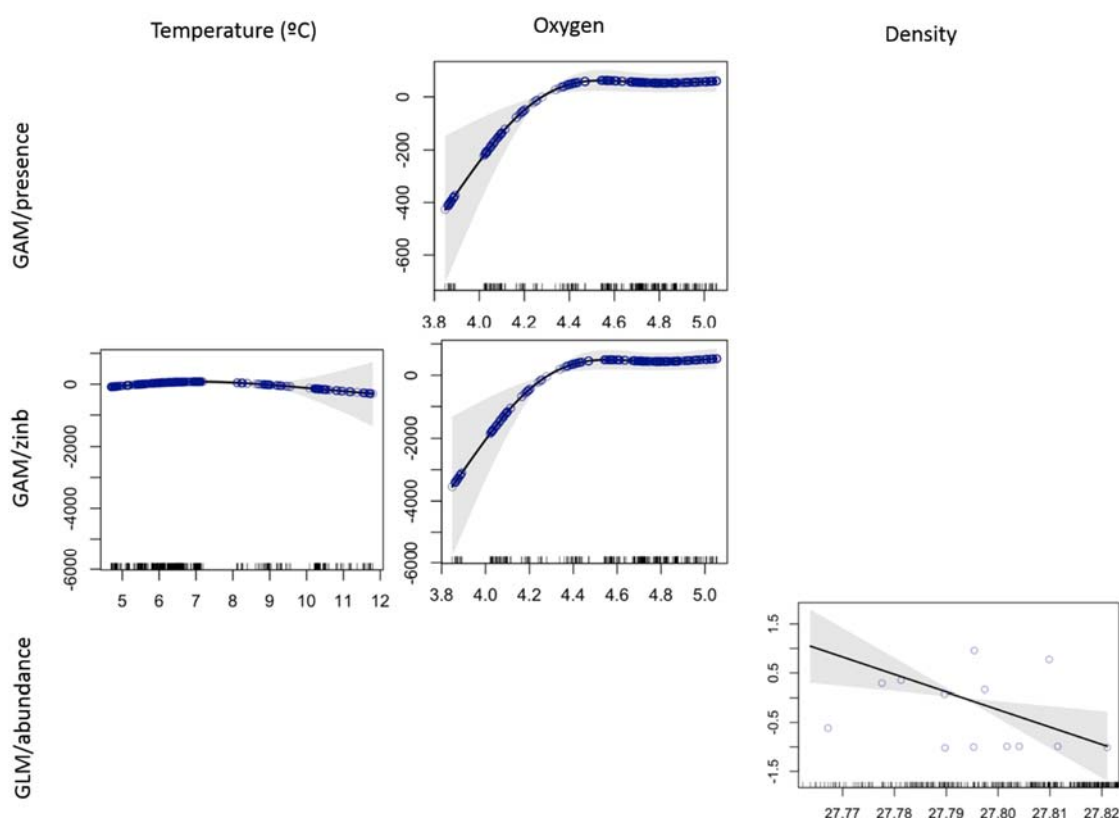 Temperature (ºC)
Oxygen
Density
GAM/presence
0
-200
-400
-600
3.8 4.0 4.2 4.4 4.6 4.8 5.0
GAM/zinb
0
-2000
-4000
-6000
5 6 7 8 9 10 11 12
0
-2000
-4000
-6000
3.8 4.0 4.2 4.4 4.6 4.8 5.0
GLM/abundance
1.5
0.5
-0.5
-1.5
27.77 27.78 27.79 27.80 27.81 27.82